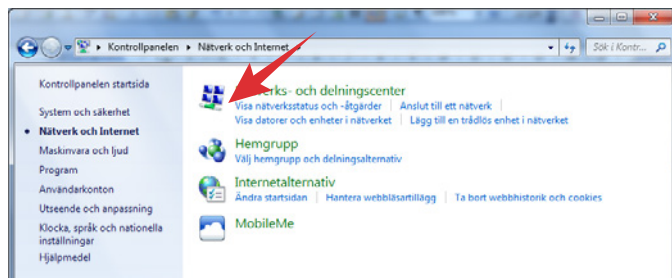 Kontrollpanelen ▸ Nätverk och Internet
Sök i Kontr...
Kontrollpanelen startsida
System och säkerhet
Nätverk och Internet
Maskinvara och ljud
Program
Användarkonton
Utseende och anpassning
Klocka, språk och nationella
inställningar
Hjälpmedel
och delningscenter
Visa nätverksstatus och -åtgärder | Anslut till ett nätverk
Visa datorer och enheter i nätverket | Lägg till en trådlös enhet i nätverket
Hemgrupp
Välj hemgrupp och delningsalternativ
Internetalternativ
Ändra startsidan | Hantera webbläsartillägg | Ta bort webbhistorik och cookies
MobileMe